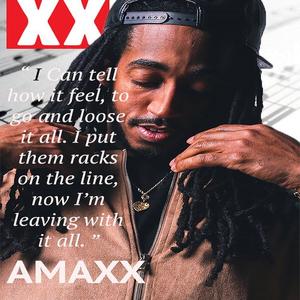 XXL
" I Can tell
how it feel, to
go and loose
it all. I put
them racks
on the line,
now I'm
leaving with
it all. "
AMAXX